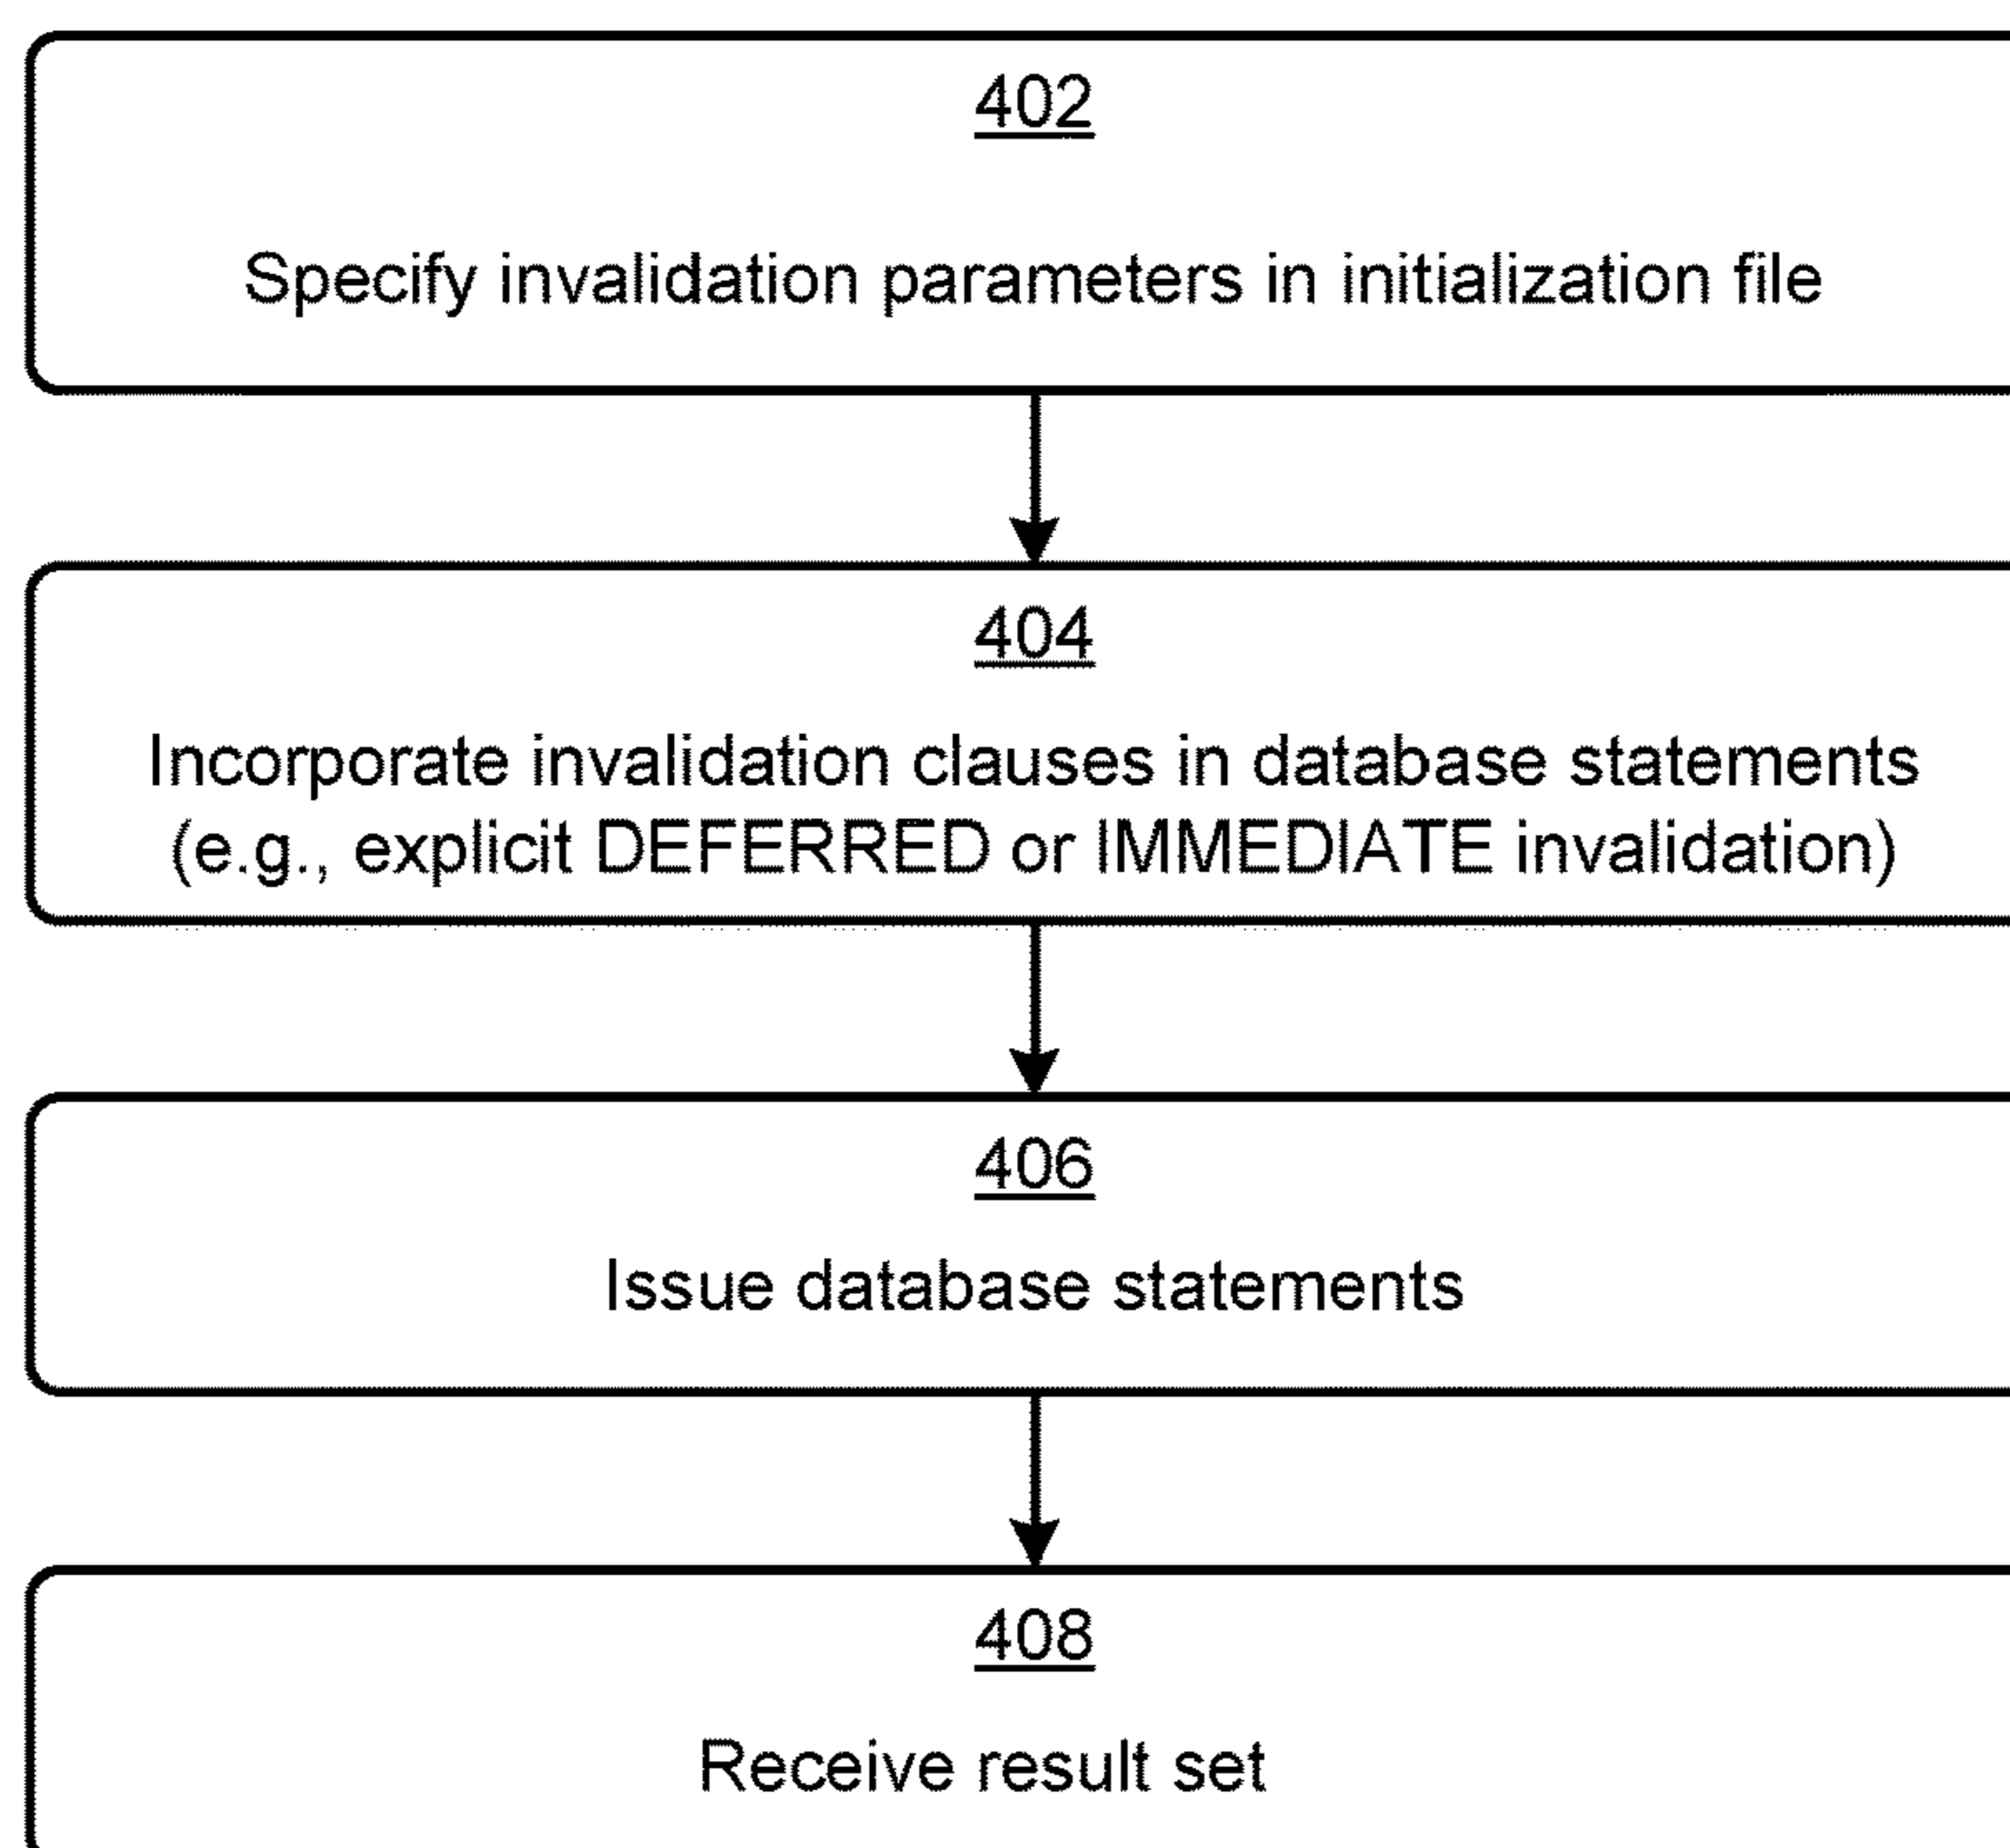 402
Specify invalidation parameters in initialization file
404
Incorporate invalidation clauses in database statements
(e.g., explicit DEFERRED or IMMEDIATE invalidation)
406
Issue database statements
408
Receive result set